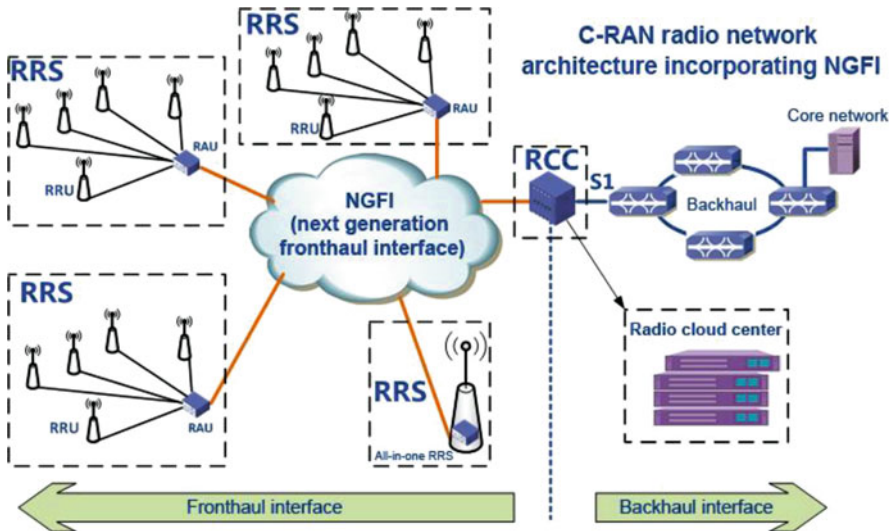 C-RAN radio network
architecture incorporating NGFI
RRS
RAU
RRU
RRS
RAU
RRU
Core network
RCC
S1
Backhaul
NGFI
(next generation
fronthaul interface)
RRS
RRU
RAU
RRS
All-in-one RRS
Radio cloud center
Fronthaul interface
Backhaul interface